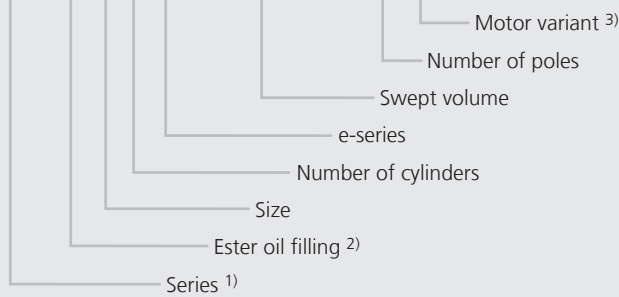 Motor variant 3)
Number of poles
Swept volume
e-series
Number of cylinders
Size
Ester oil filling 2)
Series 1)